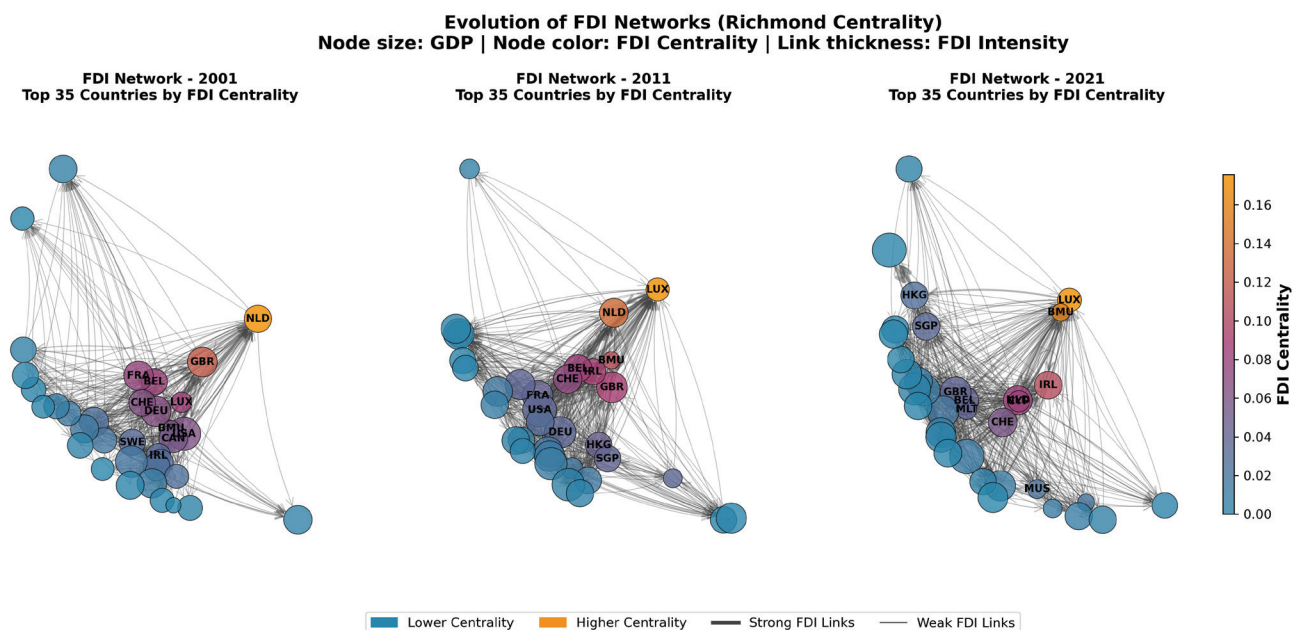 Evolution of FDI Networks (Richmond Centrality)
Node size: GDP | Node color: FDI Centrality | Link thickness: FDI Intensity
FDI Network - 2001
Top 35 Countries by FDI Centrality
NLD
GBR
FRA
BEL
CHE
LUX
DEU
BMU
USA
CAN
SWE
IRL
FDI Network - 2011
Top 35 Countries by FDI Centrality
LUX
NLD
BMU
BEL
IRL
CHE
GBR
FRA
USA
DEU
HKG
SGP
FDI Network - 2021
Top 35 Countries by FDI Centrality
HKG
LUX
BMU
SGP
IRL
GBR
BEL
MLT
NLD
CHE
MUS
0.16
0.14
0.12
0.10
0.08
0.06
0.04
0.02
0.00
FDI Centrality
Lower Centrality
Higher Centrality
Strong FDI Links
Weak FDI Links